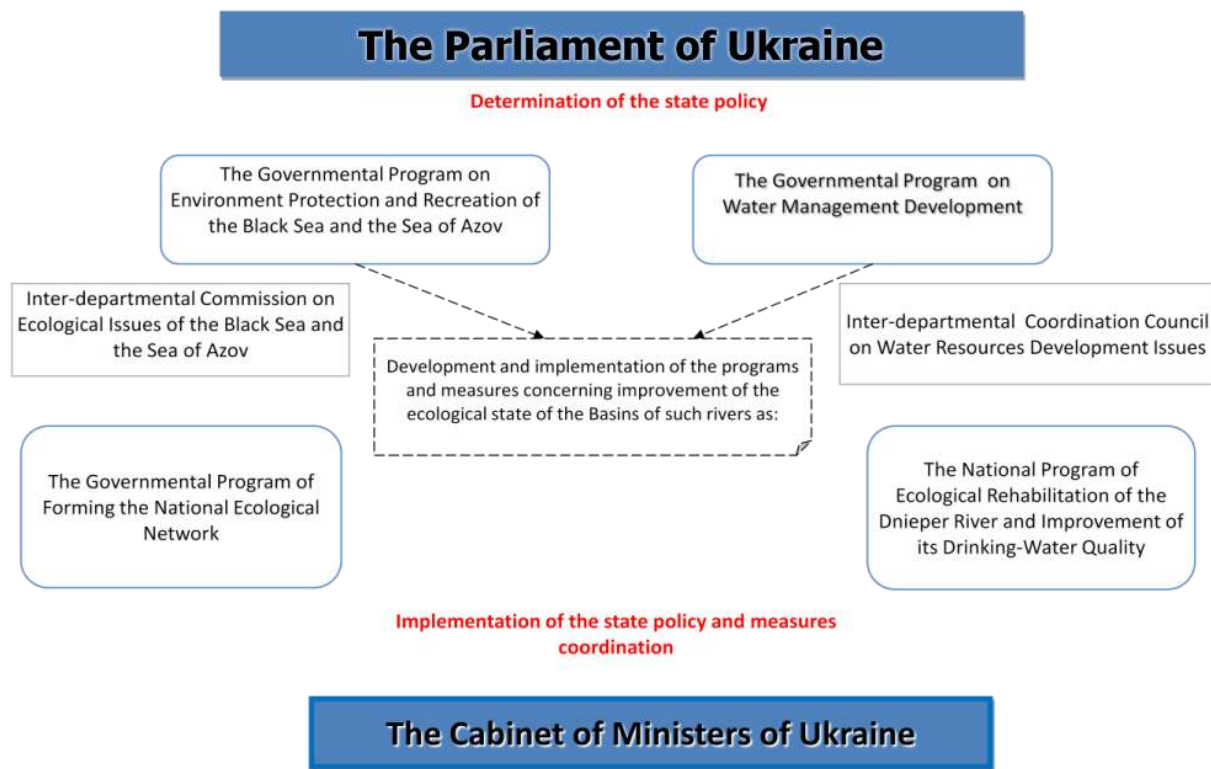 The Parliament of Ukraine
Determination of the state policy
The Governmental Program on
Environment Protection and Recreation of
the Black Sea and the Sea of Azov
The Governmental Program on
Water Management Development
Inter-departmental Commission on
Ecological Issues of the Black Sea and
the Sea of Azov
Development and implementation of the programs
and measures concerning improvement of the
ecological state of the Basins of such rivers as:
Inter-departmental Coordination Council
on Water Resources Development Issues
The Governmental Program of
Forming the National Ecological
Network
The National Program of
Ecological Rehabilitation of the
Dnieper River and Improvement of
its Drinking-Water Quality
Implementation of the state policy and measures
coordination
The Cabinet of Ministers of Ukraine